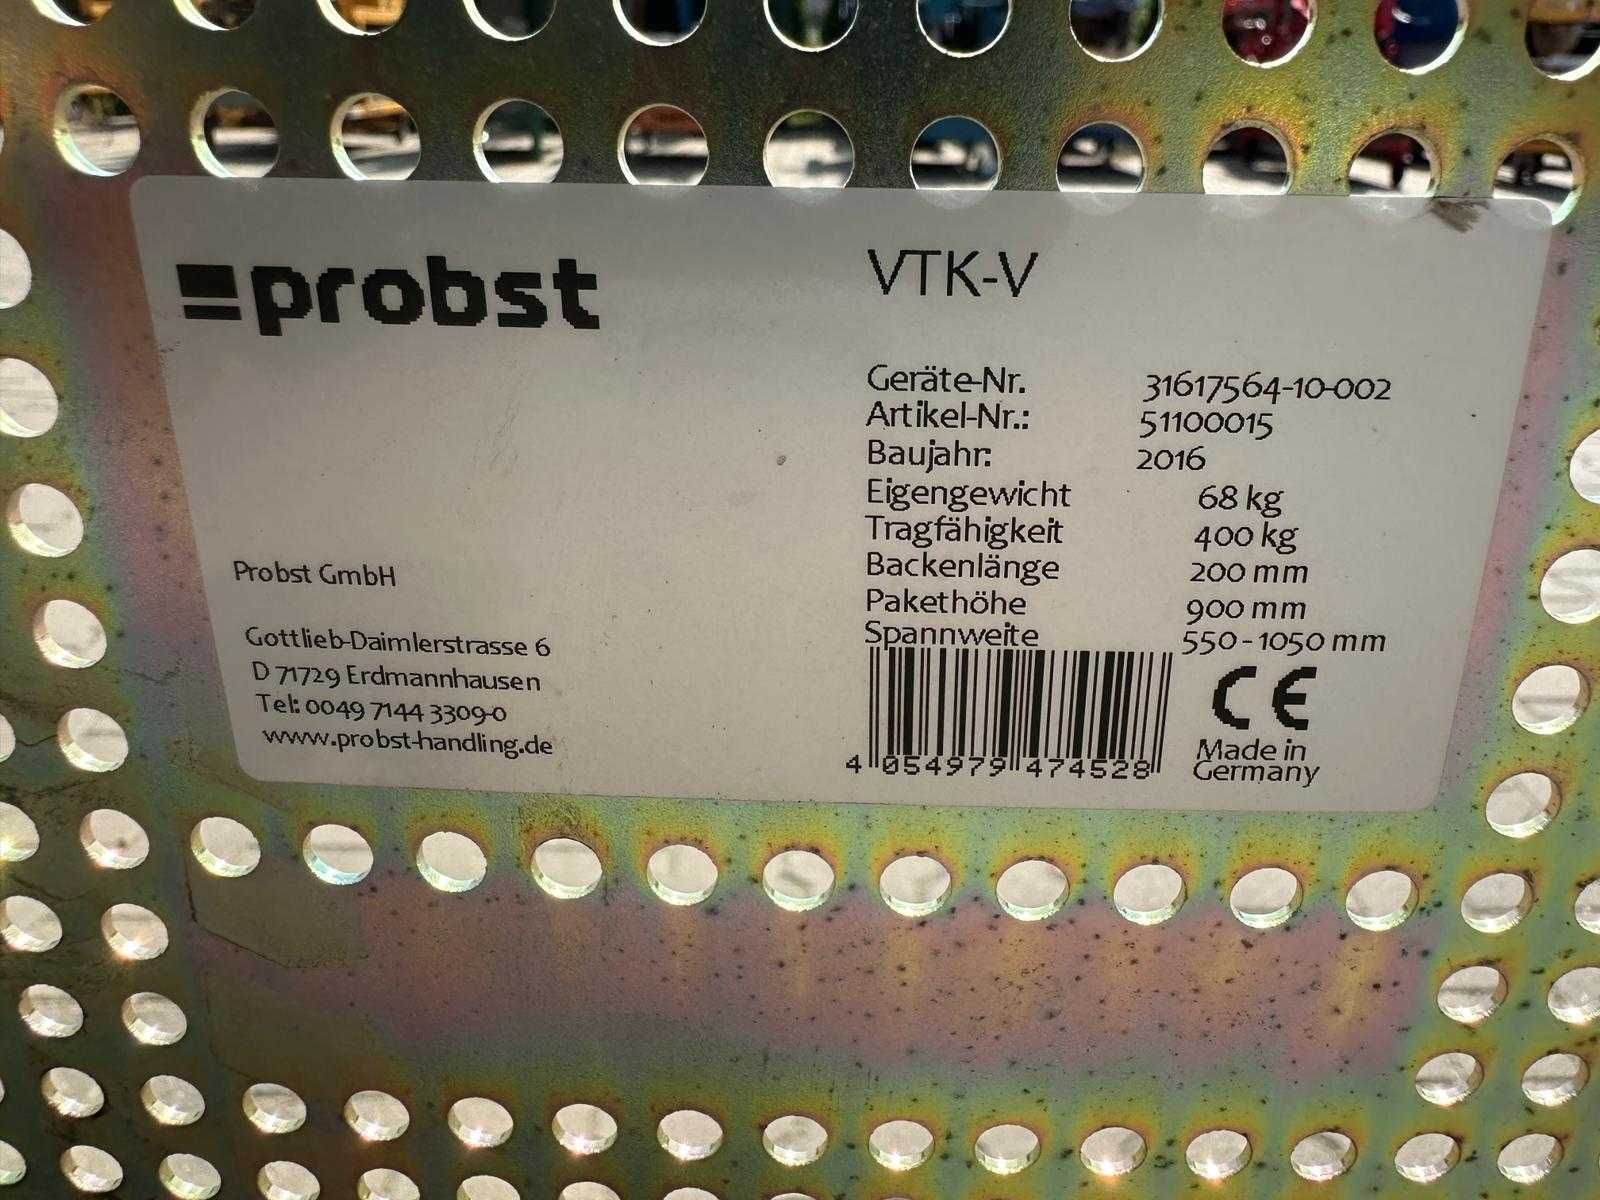 probst
VTK-V
Geräte-Nr. 31617564-10-002
Artikel-Nr.: 51100015
Baujahr: 2016
Eigengewicht 68 kg
Tragfähigkeit 400 kg
Backenlänge 200 mm
Pakethöhe 900 mm
Spannweite 550 - 1050 mm
Probst GmbH
Gottlieb-Daimlerstrasse 6
D 71729 Erdmannhausen
Tel: 0049 7144 3309-0
www.probst-handling.de
4 054979 474528
CE
Made in
Germany